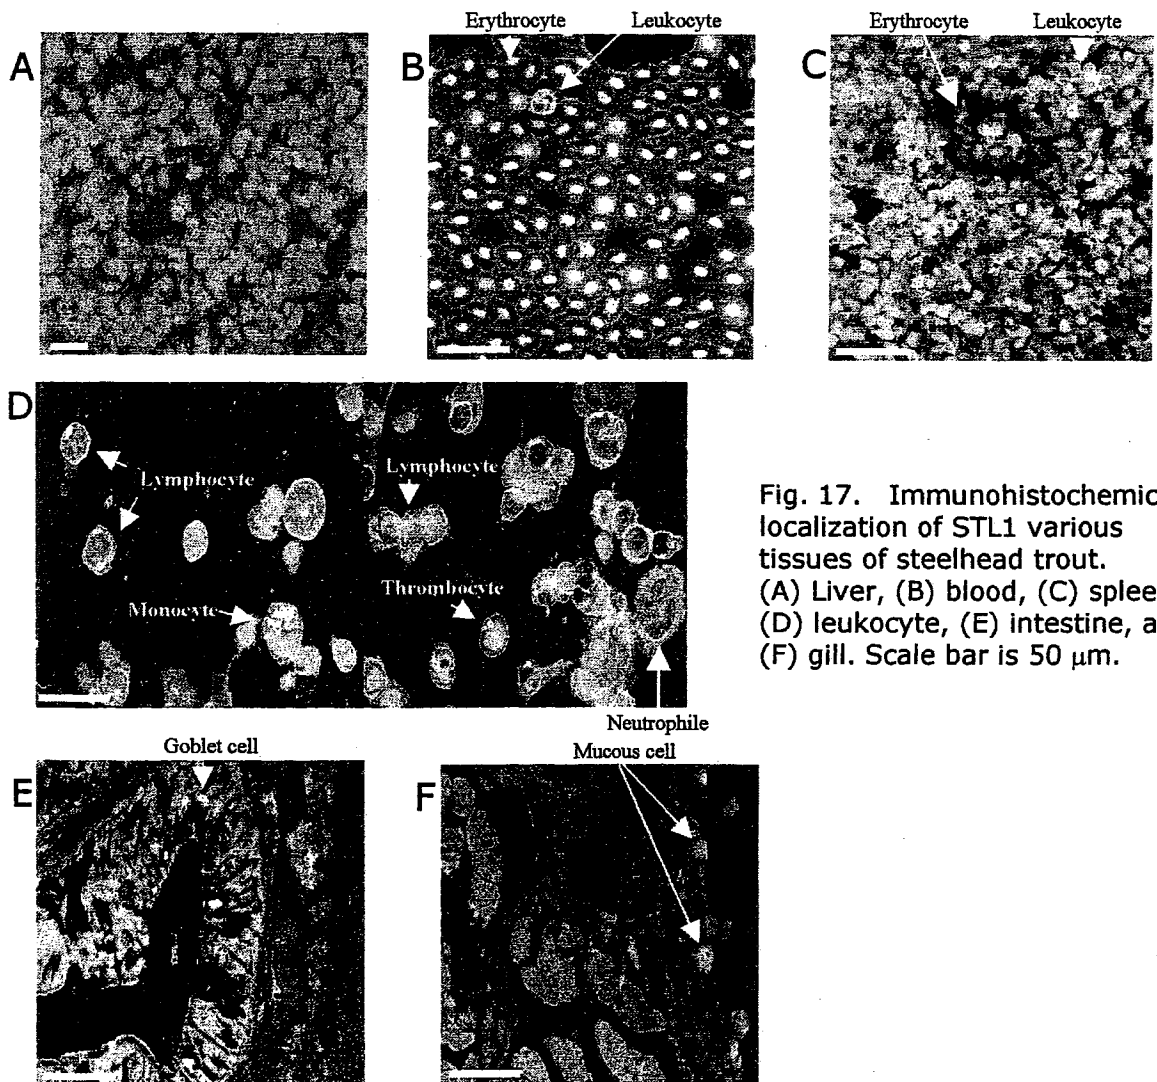 Erythrocyte Leukocyte
Erythrocyte Leukocyte
A
B
C
D
Lymphocyte
Lymphocyte
Monocyte
Thrombocyte
Neutrophile
Fig. 17. Immunohistochemic
localization of STL1 various
tissues of steelhead trout.
(A) Liver, (B) blood, (C) splee
(D) leukocyte, (E) intestine, a
(F) gill. Scale bar is 50 µm.
Goblet cell
Mucous cell
E
F